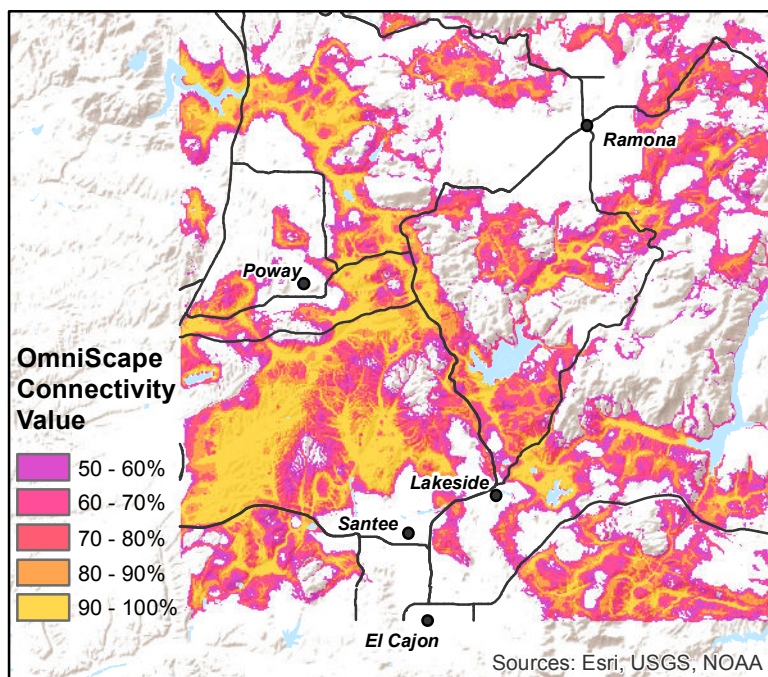 Ramona
Poway
OmniScape
Connectivity
Value
50 - 60%
60 - 70%
70 - 80%
80 - 90%
90 - 100%
Lakeside
Santee
El Cajon
Sources: Esri, USGS, NOAA